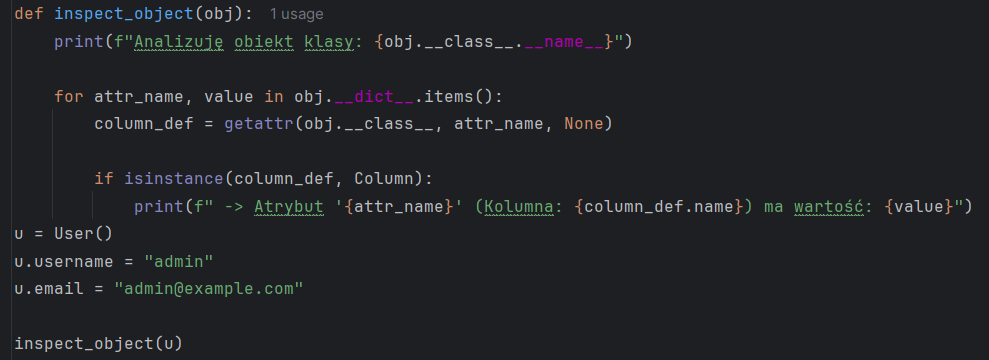 def inspect_object(obj): 1 usage
    print(f"Analizuję obiekt klasy: {obj.__class__.__name__}")

    for attr_name, value in obj.__dict__.items():
        column_def = getattr(obj.__class__, attr_name, None)

        if isinstance(column_def, Column):
            print(f" -> Atrybut '{attr_name}' (Kolumna: {column_def.name}) ma wartość: {value}")
u = User()
u.username = "admin"
u.email = "admin@example.com"

inspect_object(u)